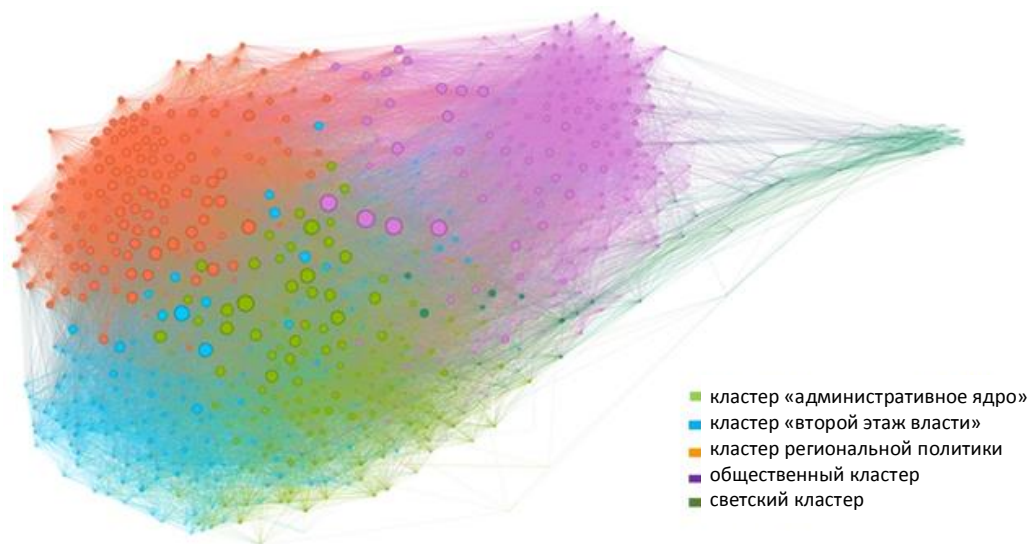 кластер «административное ядро»
кластер «второй этаж власти»
кластер региональной политики
общественный кластер
светский кластер